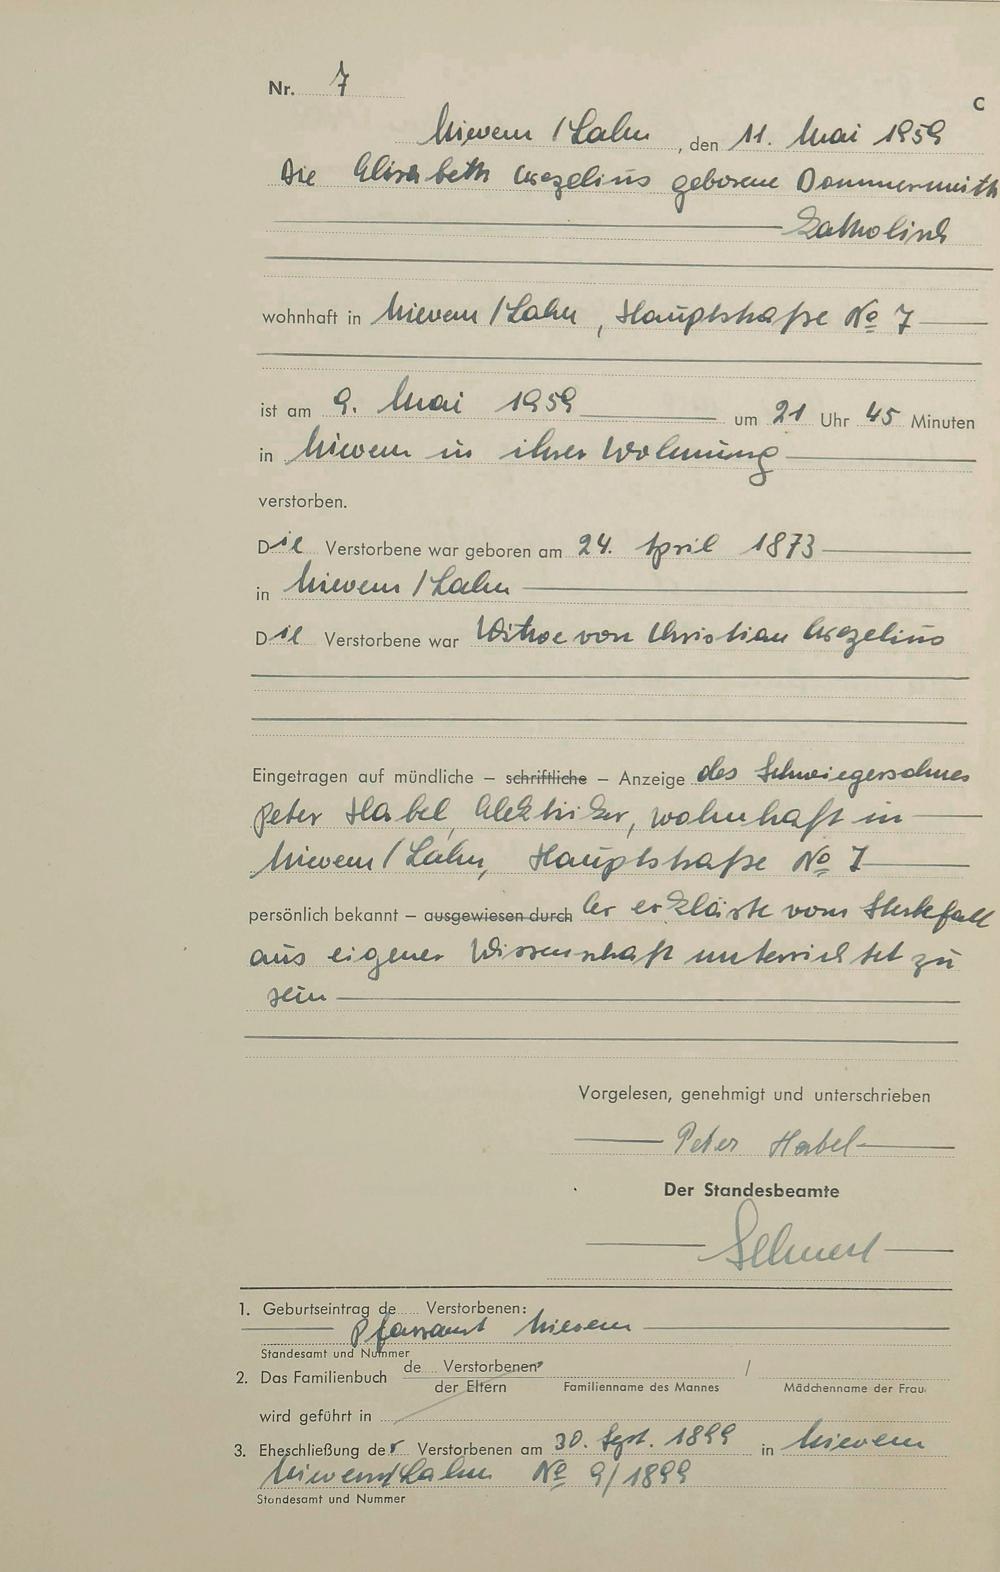 Nr. 7
C
Nievern / Lahn, den 11. Mai 1959
Die Elisabeth Wezelius geborene Dommermuth
Katholisch
wohnhaft in Nievern / Lahn, Hauptstraße No 7
ist am 9. Mai 1959 um 21 Uhr 45 Minuten
in Nievern in ihrer Wohnung
verstorben.
Die Verstorbene war geboren am 24. April 1873
in Nievern / Lahn
Die Verstorbene war Witwe von Christian Wezelius
Eingetragen auf mündliche – schriftliche – Anzeige des Schwiegersohnes
Peter Habel, Elektriker, wohnhaft in
Nievern / Lahn, Hauptstraße No 7
persönlich bekannt – ausgewiesen durch Er erklärte vom Sterbefall
aus eigener Wissenschaft unterrichtet zu
sein
Vorgelesen, genehmigt und unterschrieben
Peter Habel
Der Standesbeamte
1. Geburtseintrag de Verstorbenen:
Pfarramt Nievern
Standesamt und Nummer
2. Das Familienbuch de Verstorbenen /
der Eltern Familienname des Mannes Mädchenname der Frau
wird geführt in
3. Eheschließung der Verstorbenen am 30. Sept. 1899 in Nievern
Nievern/Lahn No 9/1899
Standesamt und Nummer